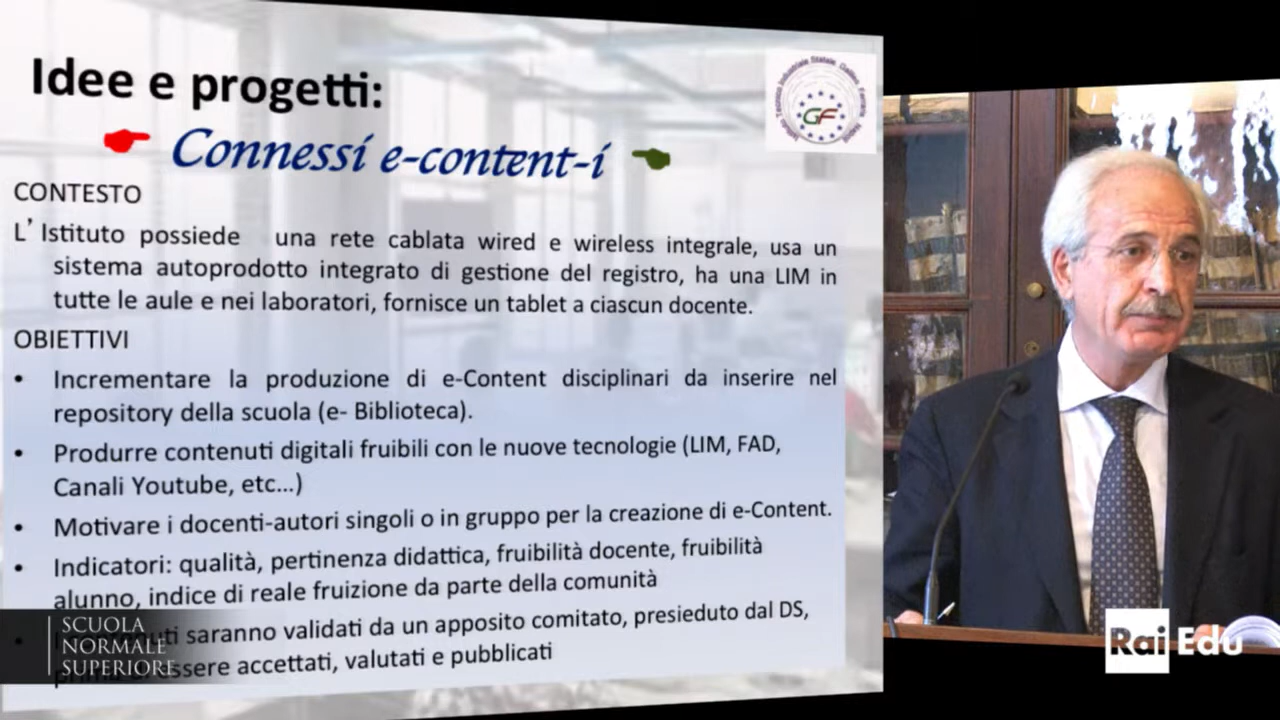 Idee e progetti:
Connessi e-content-i
GF
CONTESTO
L’ Istituto possiede una rete cablata wired e wireless integrale, usa un
sistema autoprodotto integrato di gestione del registro, ha una LIM in
tutte le aule e nei laboratori, fornisce un tablet a ciascun docente.
OBIETTIVI
• Incrementare la produzione di e-Content disciplinari da inserire nel
repository della scuola (e- Biblioteca).
• Produrre contenuti digitali fruibili con le nuove tecnologie (LIM, FAD,
Canali Youtube, etc...)
• Motivare i docenti-autori singoli o in gruppo per la creazione di e-Content.
• Indicatori: qualità, pertinenza didattica, fruibilità docente, fruibilità
alunno, indice di reale fruizione da parte della comunità
• saranno validati da un apposito comitato, presieduto dal DS,
essere accettati, valutati e pubblicati
SCUOLA
NORMALE
SUPERIORE
Rai Edu